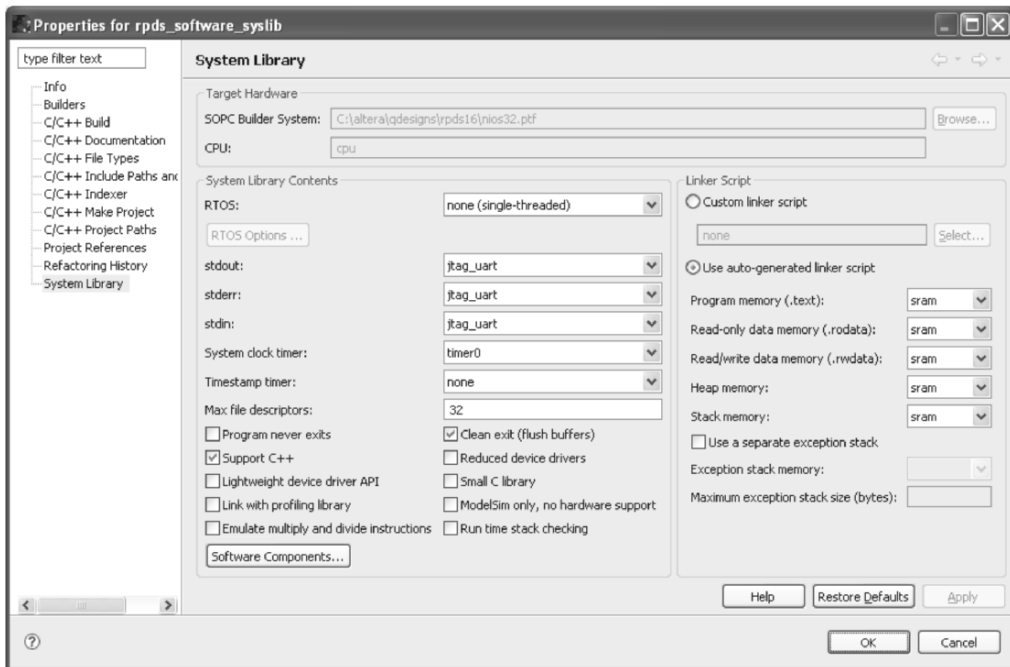 Properties for rpds_software_syslib
type filter text
Info
Builders
C/C++ Build
C/C++ Documentation
C/C++ File Types
C/C++ Include Paths and
C/C++ Indexer
C/C++ Make Project
C/C++ Project Paths
Project References
Refactoring History
System Library
System Library
Target Hardware
SOPC Builder System: C:\altera\qdesigns\rpds16\nios32.ptf Browse...
CPU: cpu
System Library Contents
RTOS: none (single-threaded)
RTOS Options ...
stdout: jtag_uart
stderr: jtag_uart
stdin: jtag_uart
System clock timer: timer0
Timestamp timer: none
Max file descriptors: 32
Program never exits Clean exit (flush buffers)
Support C++ Reduced device drivers
Lightweight device driver API Small C library
Link with profiling library ModelSim only, no hardware support
Emulate multiply and divide instructions Run time stack checking
Software Components...
Linker Script
Custom linker script
none Select...
Use auto-generated linker script
Program memory (.text): sram
Read-only data memory (.rodata): sram
Read/write data memory (.rwdata): sram
Heap memory: sram
Stack memory: sram
Use a separate exception stack
Exception stack memory:
Maximum exception stack size (bytes):
Help Restore Defaults Apply
OK Cancel